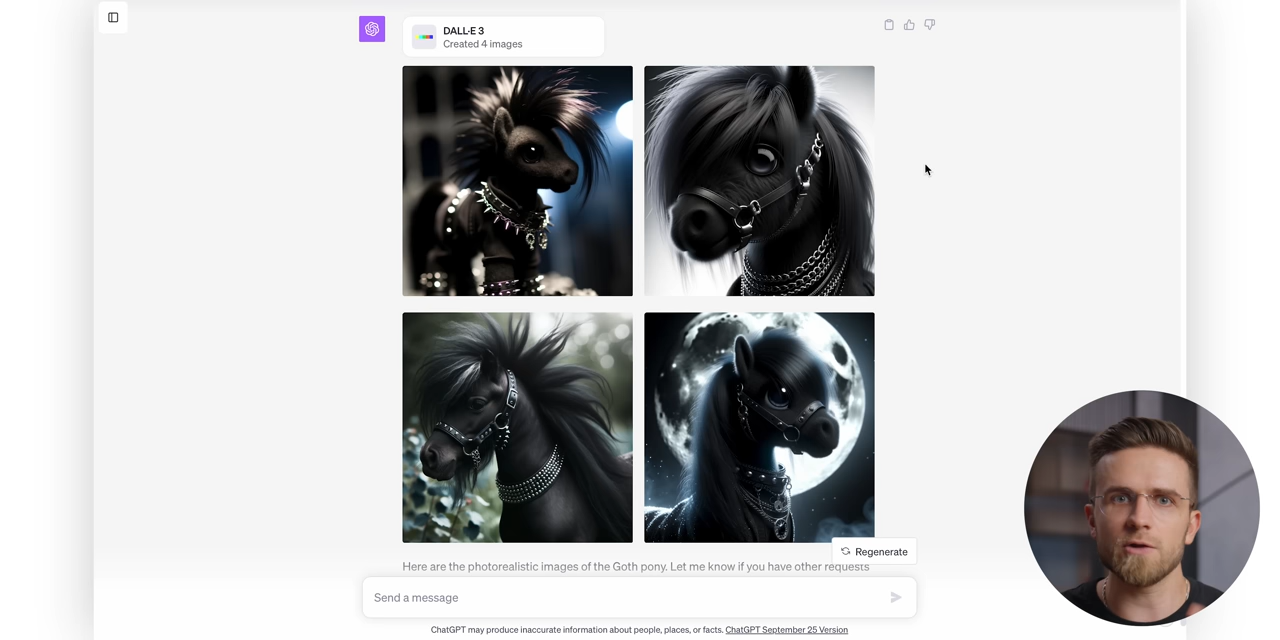 DALL·E 3
Created 4 images
Regenerate
Here are the photorealistic images of the Goth pony. Let me know if you have other requests
Send a message
ChatGPT may produce inaccurate information about people, places, or facts. ChatGPT September 25 Version